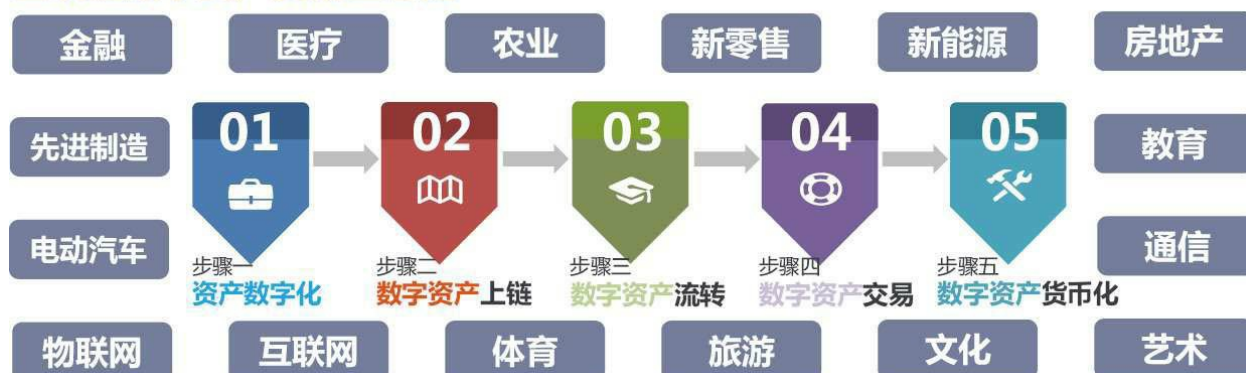 金融
医疗
农业
新零售
新能源
房地产
先进制造
01
02
03
04
05
教育
电动汽车
通信
步骤一
资产数字化
步骤二
数字资产上链
步骤三
数字资产流转
步骤四
数字资产交易
步骤五
数字资产货币化
物联网
互联网
体育
旅游
文化
艺术